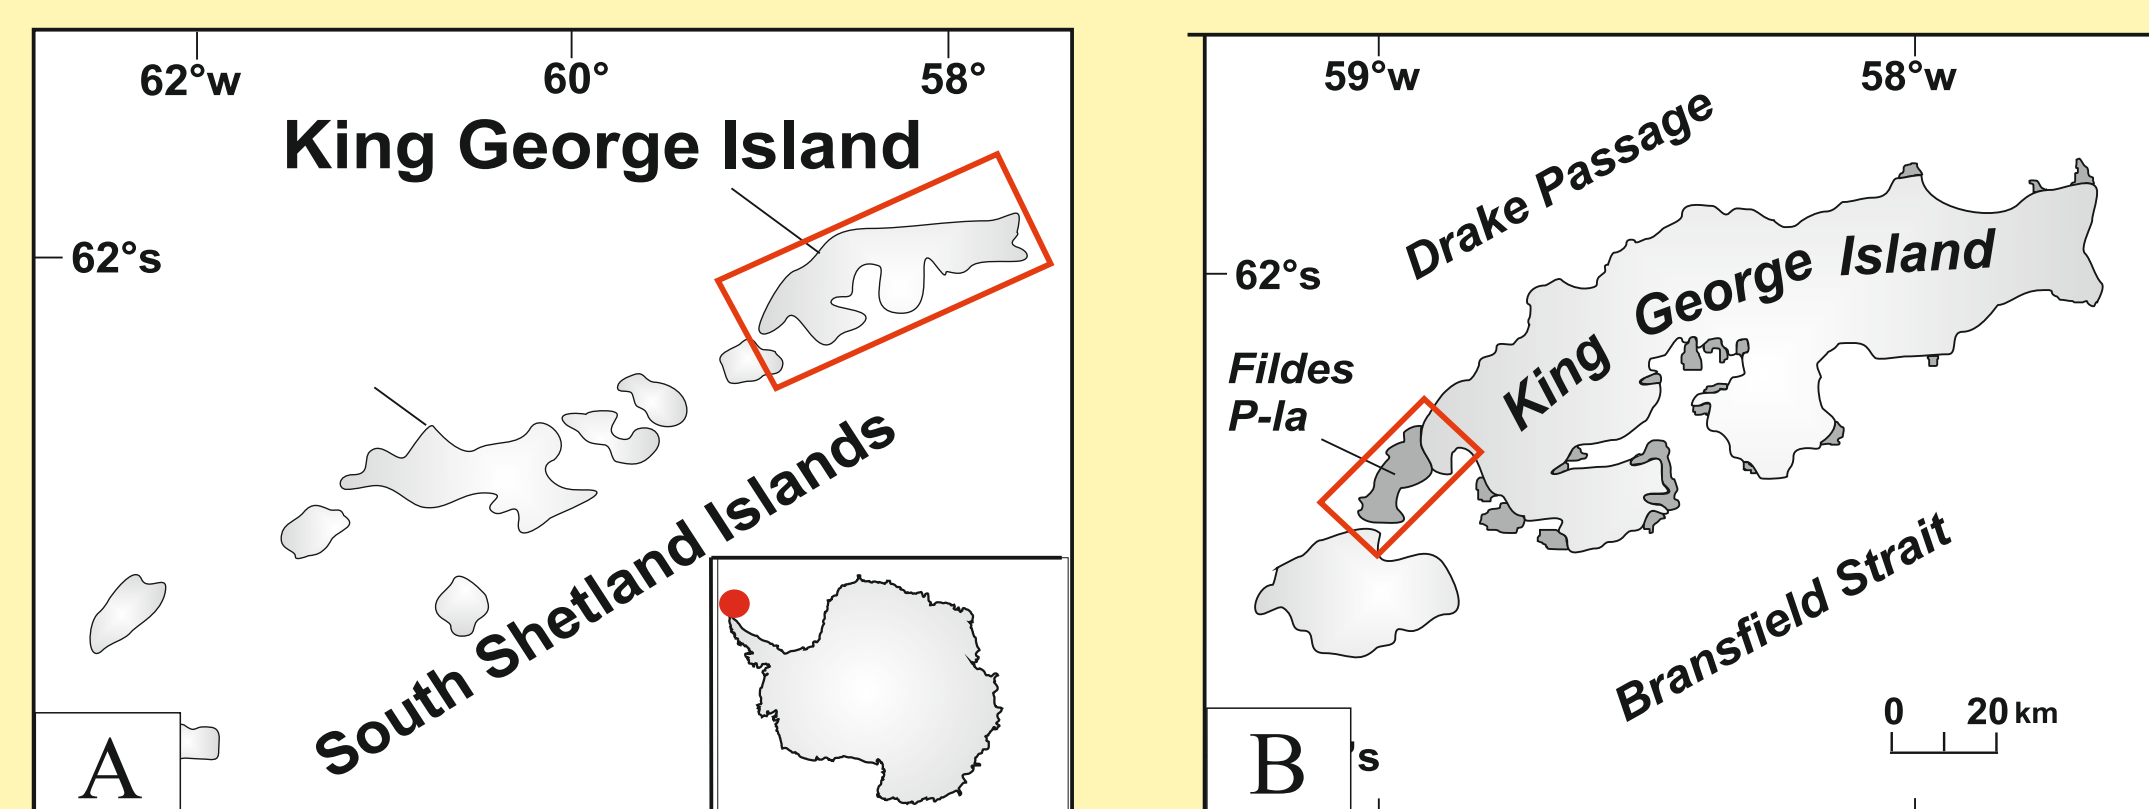 62°w 60° 58°
King George Island
62°s
South Shetland Islands
A
59°w 58°w
Drake Passage
62°s
King George Island
Fildes
P-la
Bransfield Strait
0 20 km
B
's